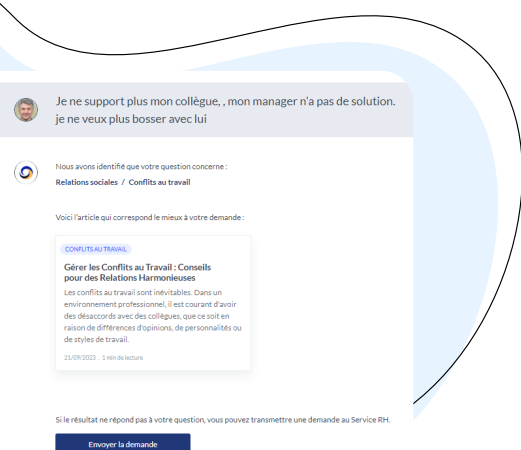 Je ne support plus mon collègue, , mon manager n'a pas de solution.
je ne veux plus bosser avec lui
Nous avons identifié que votre question concerne :
Relations sociales / Conflits au travail
Voici l'article qui correspond le mieux à votre demande :
CONFLITS AU TRAVAIL
Gérer les Conflits au Travail : Conseils
pour des Relations Harmonieuses
Les conflits au travail sont inévitables. Dans un
environnement professionnel, il est courant d'avoir
des désaccords avec des collègues, que ce soit en
raison de différences d'opinions, de personnalités ou
de styles de travail.
21/09/2023 . 1 min de lecture
Si le résultat ne répond pas à votre question, vous pouvez transmettre une demande au Service RH.
Envoyer la demande